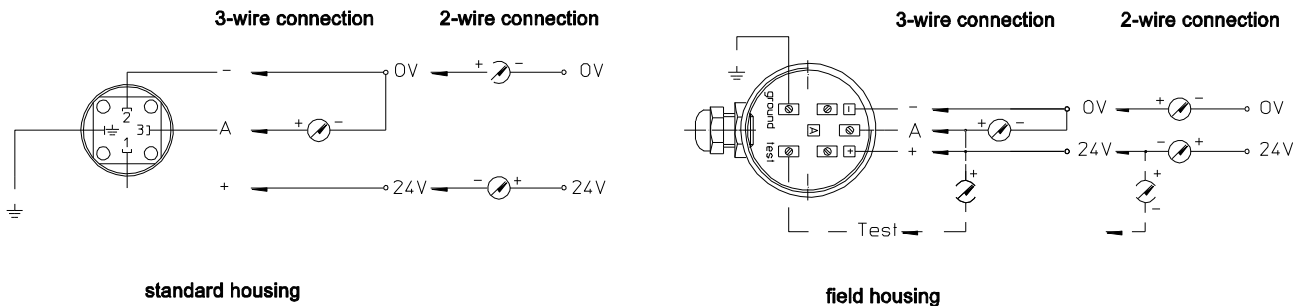 3-wire connection 2-wire connection
- 0V + - 0V
2
3 A + -
1
+ 24V - + 24V
standard housing
3-wire connection 2-wire connection
ground
test
-
A
+
- 0V + - 0V
A + -
+ 24V - + 24V
+ +
-
Test
field housing